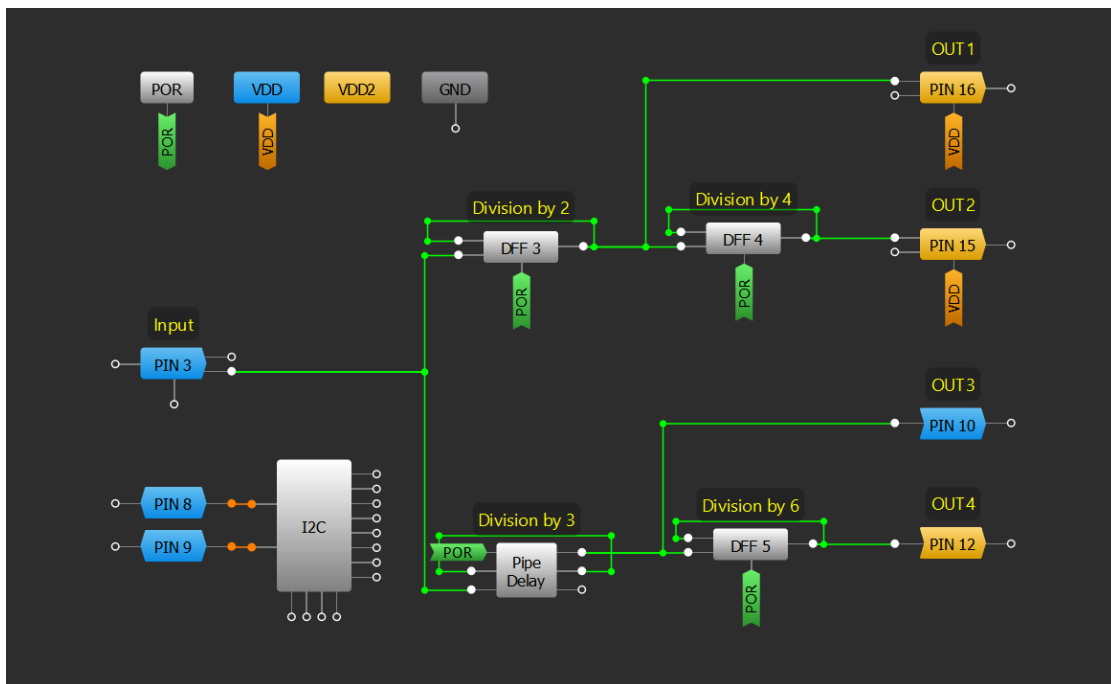 OUT1
POR
VDD
VDD2
GND
PIN 16
POR
VDD
VDD
Division by 2
Division by 4
OUT2
DFF 3
DFF 4
PIN 15
POR
POR
VDD
Input
PIN 3
OUT3
PIN 10
PIN 8
I2C
Division by 3
Division by 6
OUT4
PIN 9
POR
Pipe
Delay
DFF 5
PIN 12
POR